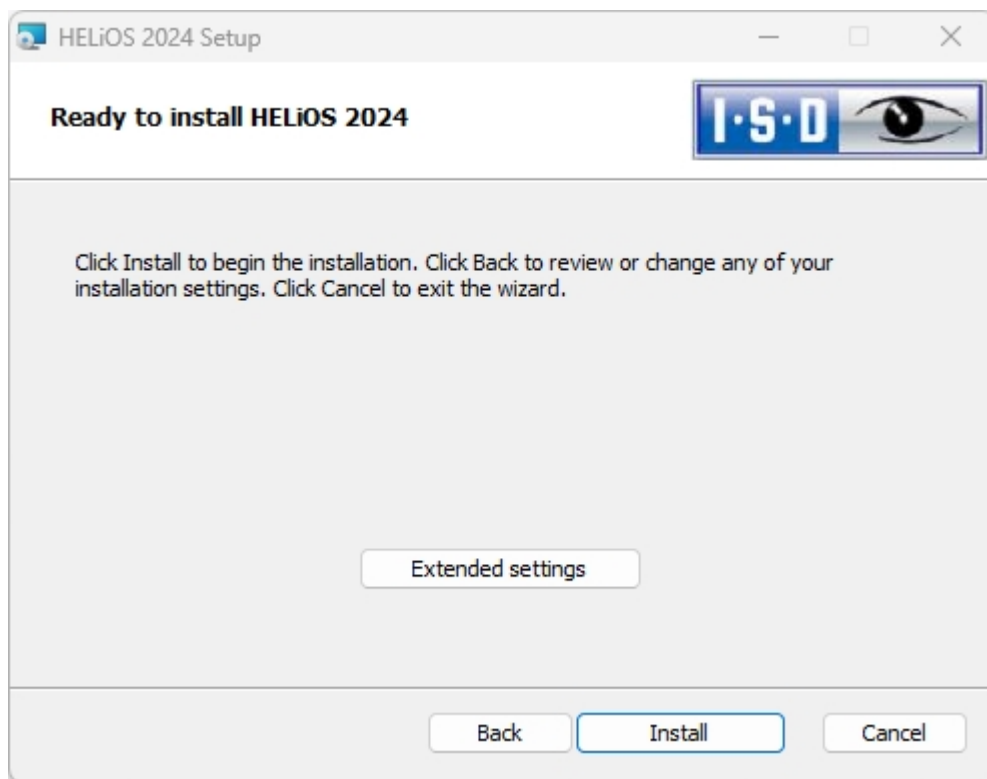 HELiOS 2024 Setup
Ready to install HELiOS 2024
I·S·D
Click Install to begin the installation. Click Back to review or change any of your
installation settings. Click Cancel to exit the wizard.
Extended settings
Back
Install
Cancel